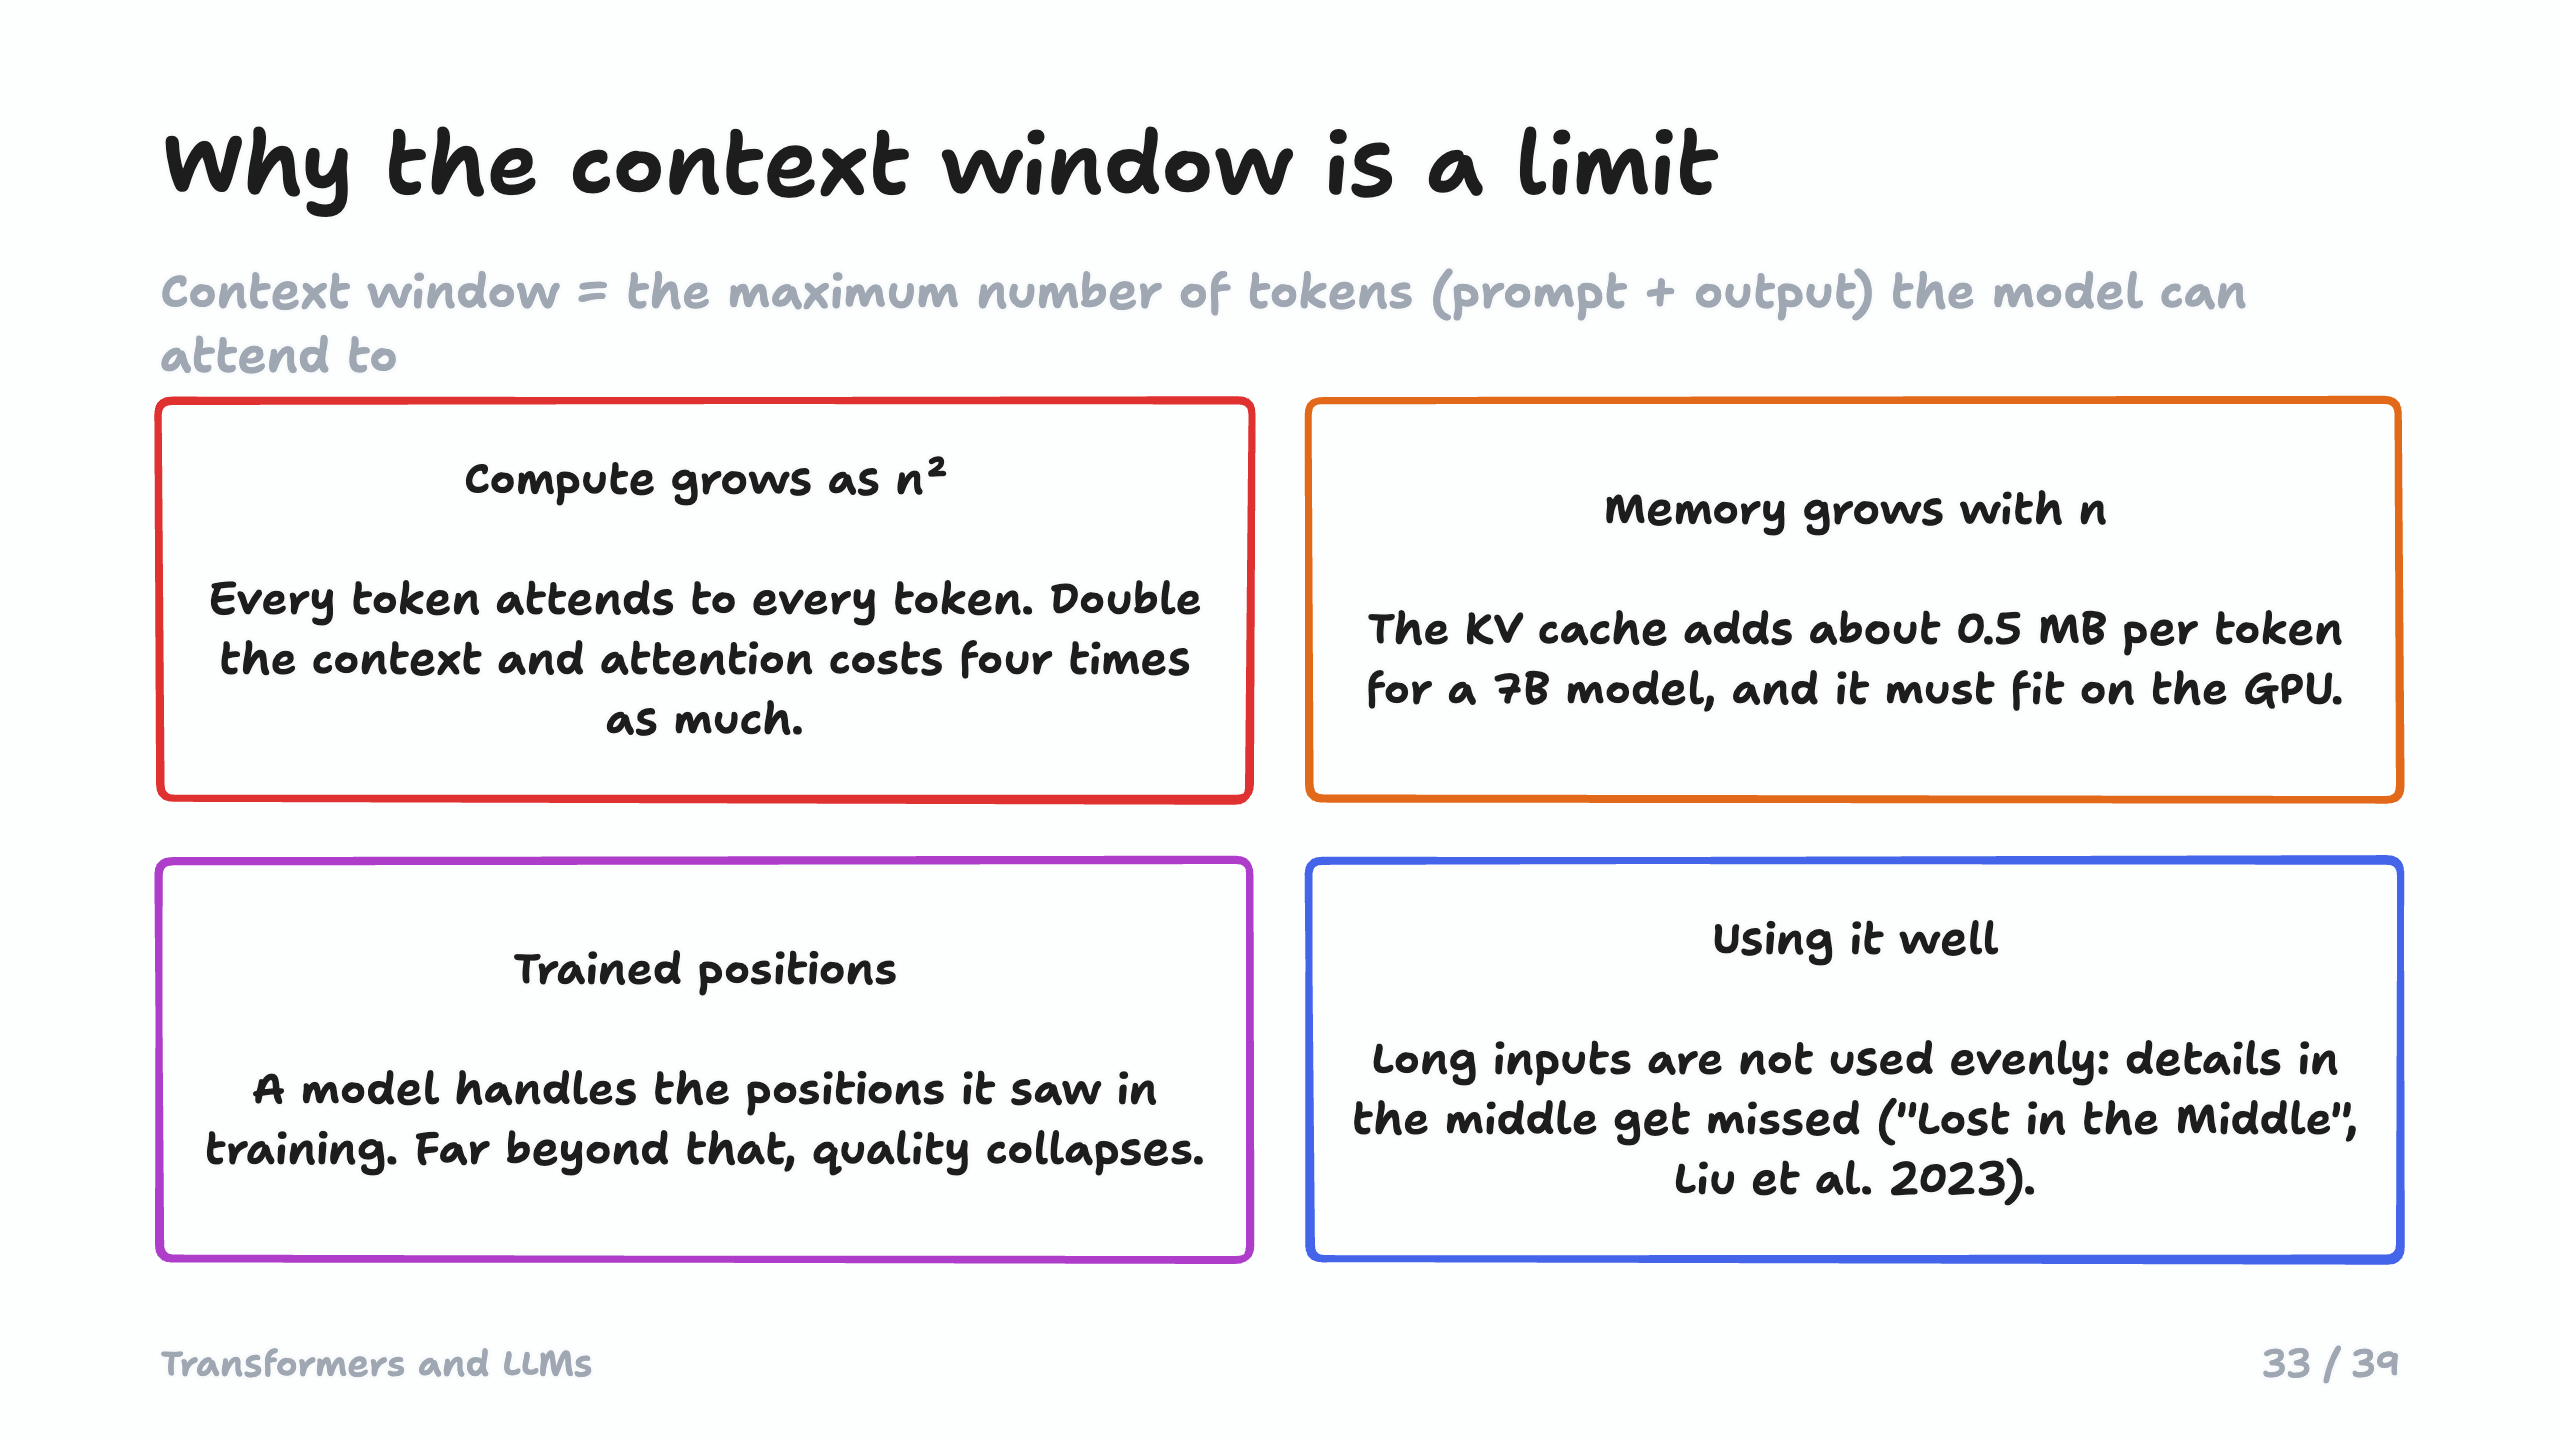 Why the context window is a limit
Context window = the maximum number of tokens (prompt + output) the model can
attend to
Compute grows as n²
Every token attends to every token. Double
the context and attention costs four times
as much.
Memory grows with n
The KV cache adds about 0.5 MB per token
for a 7B model, and it must fit on the GPU.
Trained positions
A model handles the positions it saw in
training. Far beyond that, quality collapses.
Using it well
Long inputs are not used evenly: details in
the middle get missed ("Lost in the Middle",
Liu et al. 2023).
Transformers and LLMs
33 / 39